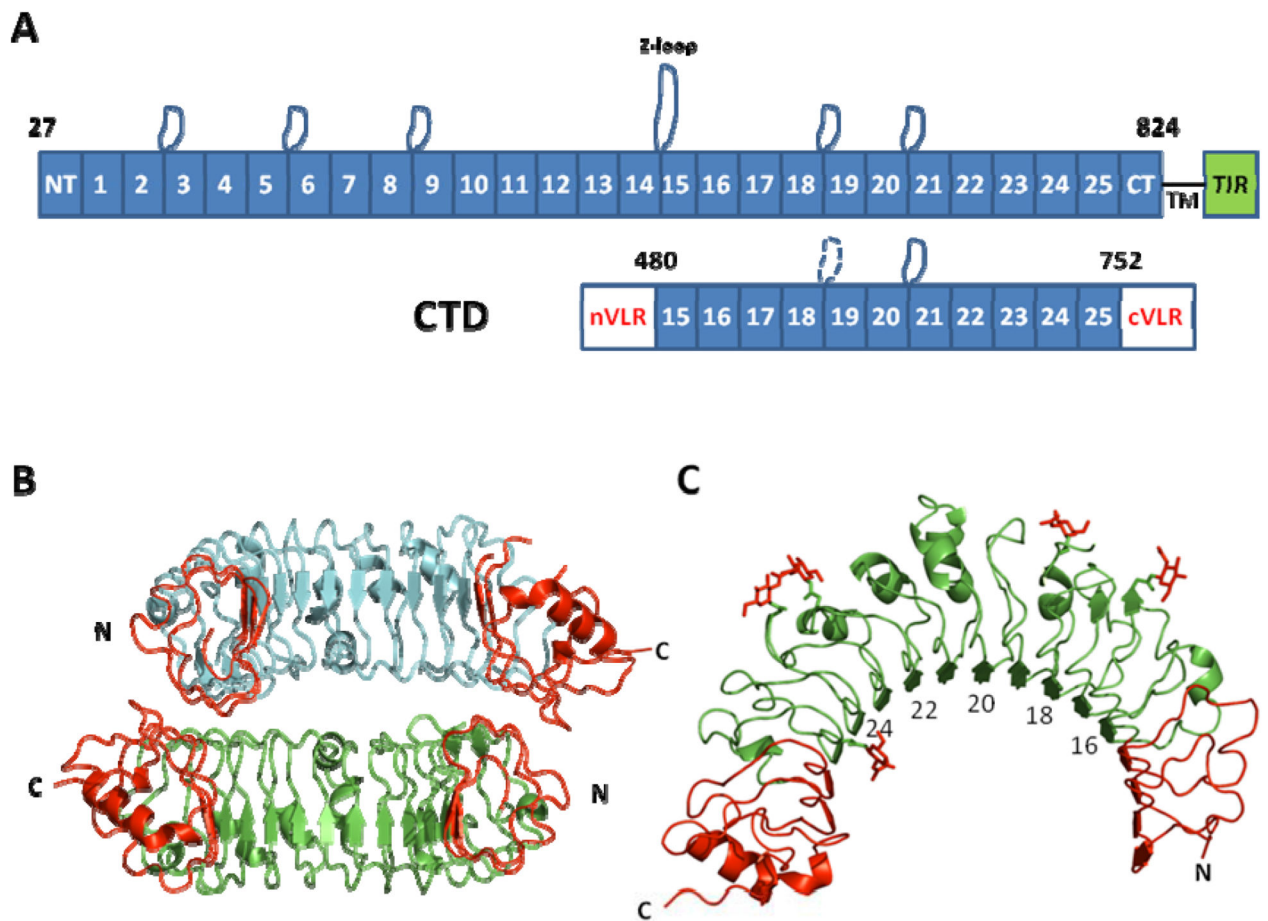 A
Z-loop
27
824
NT 1 2 3 4 5 6 7 8 9 10 11 12 13 14 15 16 17 18 19 20 21 22 23 24 25 CT TM TIR
480
752
CTD
nVLR 15 16 17 18 19 20 21 22 23 24 25 cVLR
B
C
N
C
C
N
24
22
20
18
16
N
C